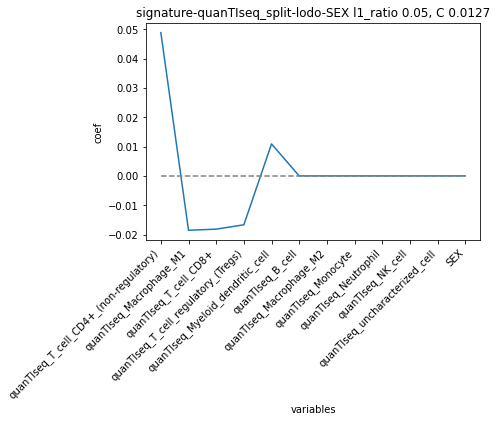 signature-quanTIseq_split-lodo-SEX l1_ratio 0.05, C 0.0127
0.05
0.04
0.03
0.02
0.01
0.00
−0.01
−0.02
coef
quanTIseq_T_cell_CD4+_(non-regulatory)
quanTIseq_Macrophage_M1
quanTIseq_T_cell_CD8+
quanTIseq_T_cell_regulatory_(Tregs)
quanTIseq_Myeloid_dendritic_cell
quanTIseq_B_cell
quanTIseq_Macrophage_M2
quanTIseq_Monocyte
quanTIseq_Neutrophil
quanTIseq_NK_cell
quanTIseq_uncharacterized_cell
SEX
variables